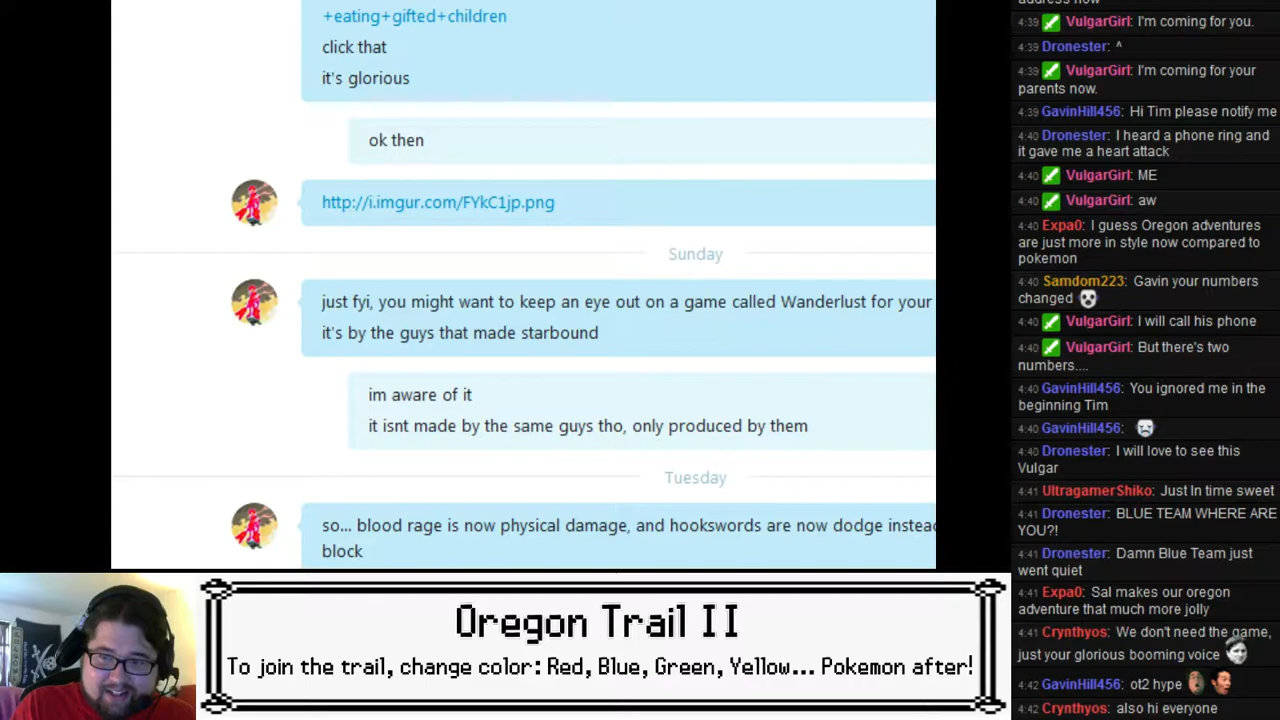 +eating+gifted+children
click that
it's glorious
ok then
http://i.imgur.com/FYkC1jp.png
Sunday
just fyi, you might want to keep an eye out on a game called Wanderlust for your
it's by the guys that made starbound
im aware of it
it isnt made by the same guys tho, only produced by them
Tuesday
so... blood rage is now physical damage, and hookswords are now dodge instead
block
Oregon Trail II
To join the trail, change color: Red, Blue, Green, Yellow... Pokemon after!
address now
4:39 VulgarGirl: I'm coming for you.
4:39 Dronester: ^
4:39 VulgarGirl: I'm coming for your
parents now.
4:39 GavinHill456: Hi Tim please notify me
4:40 Dronester: I heard a phone ring and
it gave me a heart attack
4:40 VulgarGirl: ME
4:40 VulgarGirl: aw
4:40 Expa0: I guess Oregon adventures
are just more in style now compared to
pokemon
4:40 Samdom223: Gavin your numbers
changed
4:40 VulgarGirl: I will call his phone
4:40 VulgarGirl: But there's two
numbers....
4:40 GavinHill456: You ignored me in the
beginning Tim
4:40 GavinHill456:
4:40 Dronester: I will love to see this
Vulgar
4:41 UltragamerShiko: Just In time sweet
4:41 Dronester: BLUE TEAM WHERE ARE
YOU?!
4:41 Dronester: Damn Blue Team just
went quiet
4:41 Expa0: Sal makes our oregon
adventure that much more jolly
4:41 Crynthyos: We don't need the game,
just your glorious booming voice
4:42 GavinHill456: ot2 hype
4:42 Crynthyos: also hi everyone